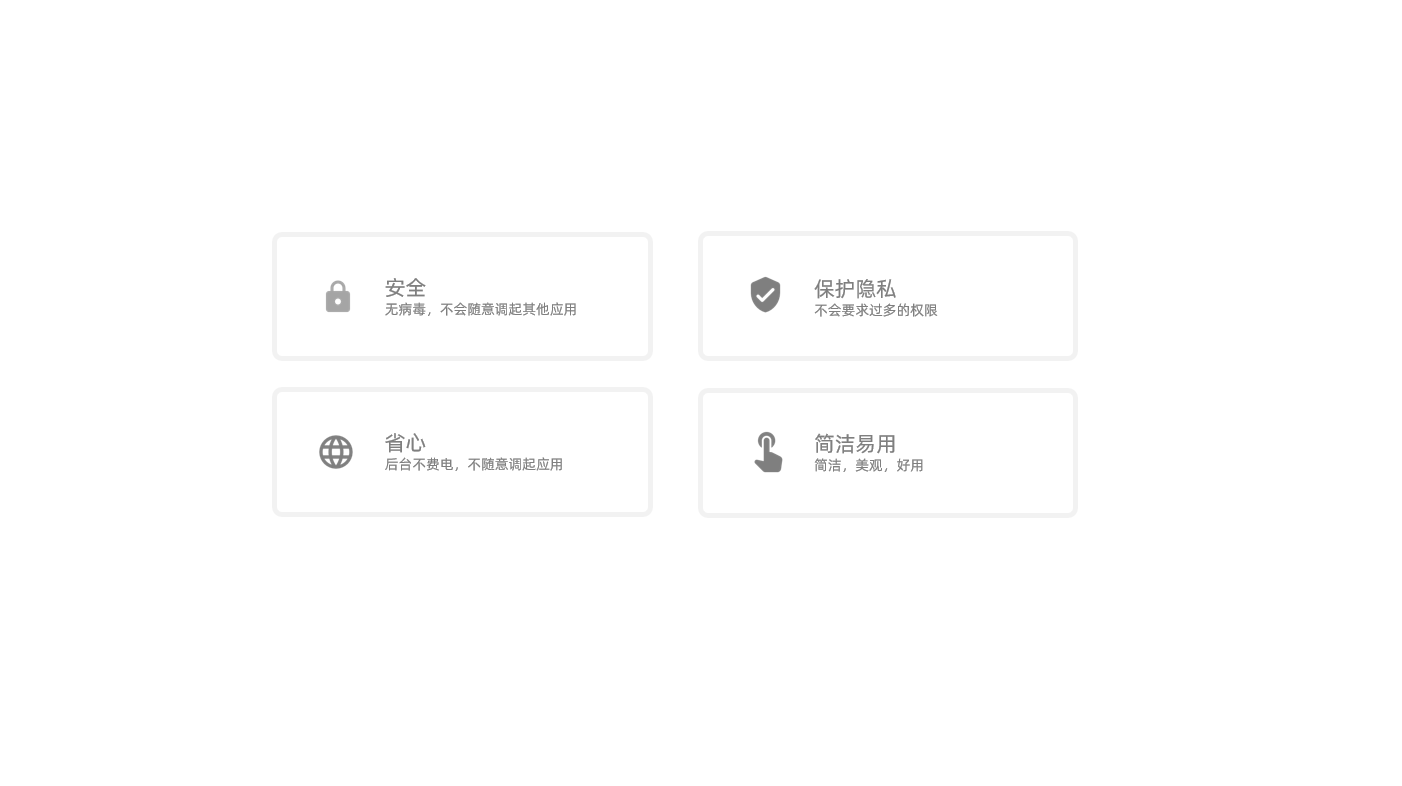 安全
无病毒，不会随意调起其他应用
保护隐私
不会要求过多的权限
省心
后台不费电，不随意调起应用
简洁易用
简洁，美观，好用